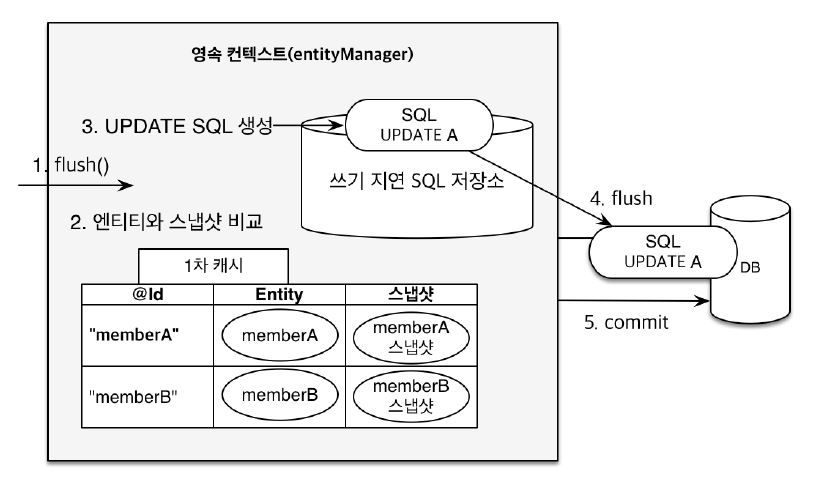 영속 컨텍스트(entityManager)
SQL
UPDATE A
3. UPDATE SQL 생성
1. flush()
쓰기 지연 SQL 저장소
4. flush
2. 엔티티와 스냅샷 비교
SQL
UPDATE A
DB
1차 캐시
@Id Entity 스냅샷
5. commit
"memberA" memberA memberA
스냅샷
"memberB" memberB memberB
스냅샷